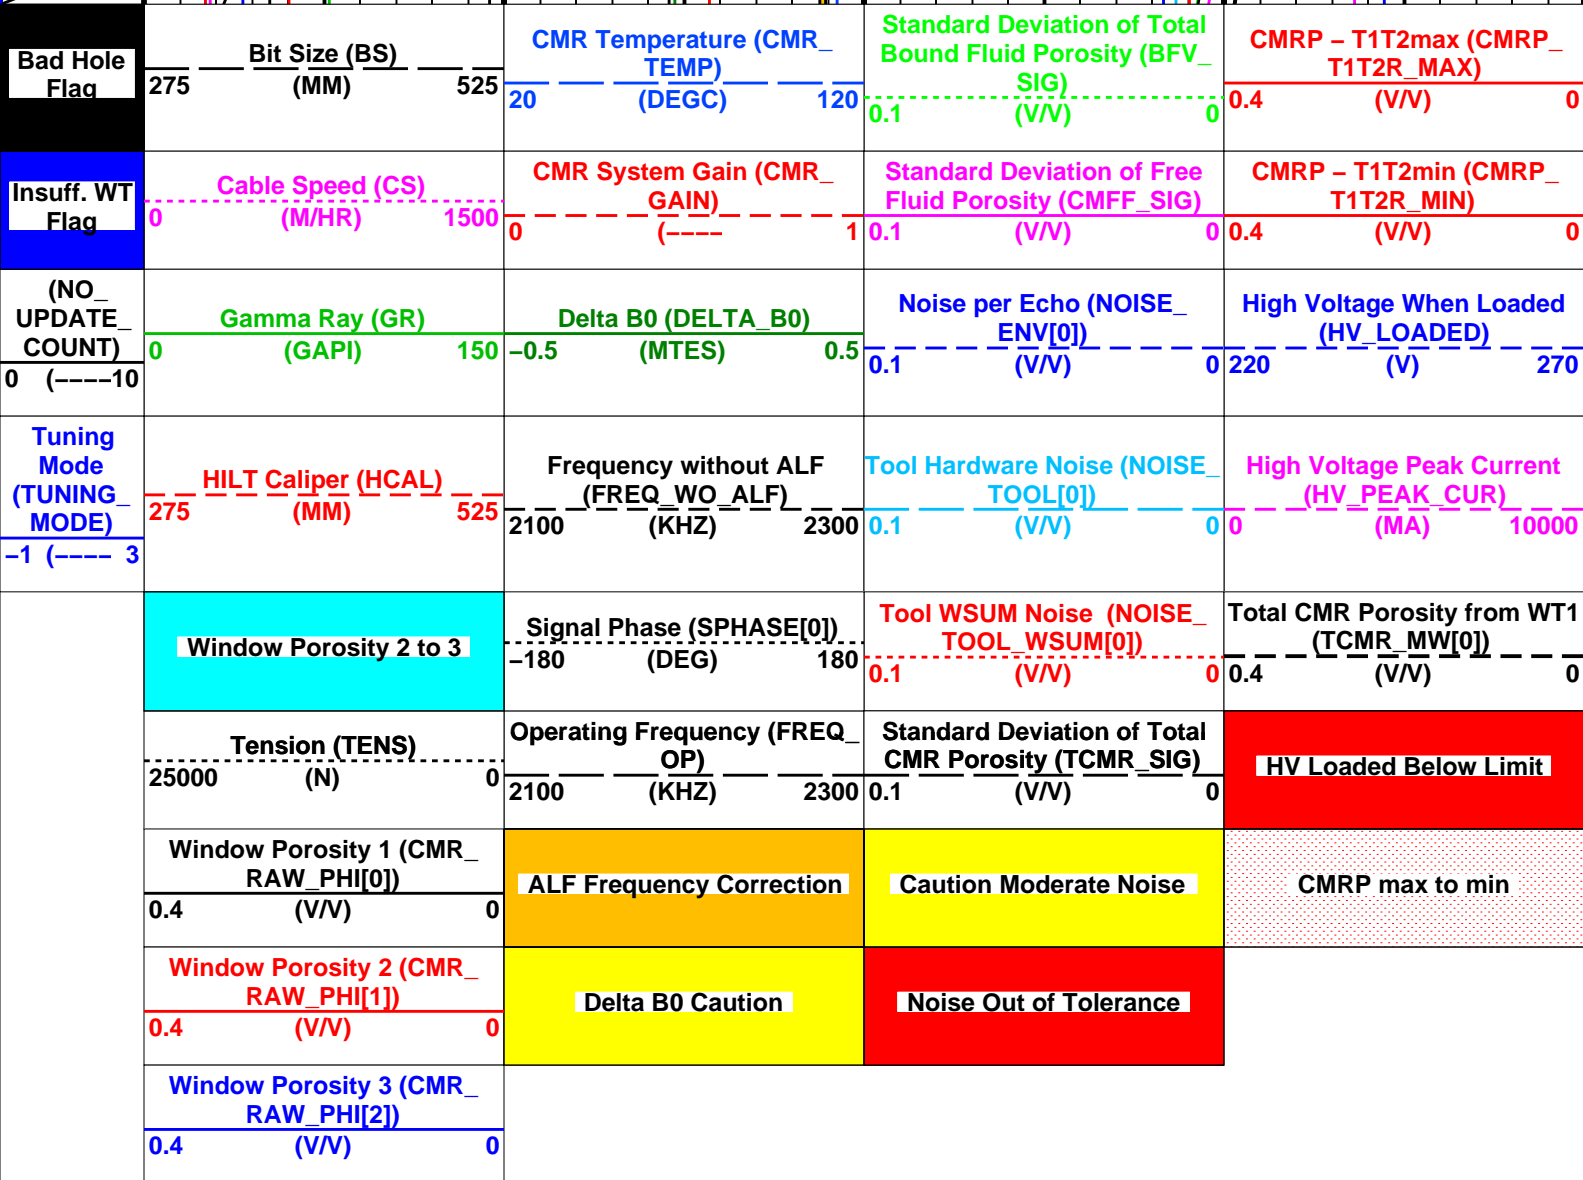 Bad Hole
Flag
Bit Size (BS)
275 (MM) 525
CMR Temperature (CMR_
TEMP)
20 (DEGC) 120
Standard Deviation of Total
Bound Fluid Porosity (BFV_
SIG)
0.1 (V/V) 0
CMRP – T1T2max (CMRP_
T1T2R_MAX)
0.4 (V/V) 0
Insuff. WT
Flag
Cable Speed (CS)
0 (M/HR) 1500
CMR System Gain (CMR_
GAIN)
0 (–––– 1
Standard Deviation of Free
Fluid Porosity (CMFF_SIG)
0.1 (V/V) 0
CMRP – T1T2min (CMRP_
T1T2R_MIN)
0.4 (V/V) 0
(NO_
UPDATE_
COUNT)
0 (––––10
Gamma Ray (GR)
0 (GAPI) 150
Delta B0 (DELTA_B0)
–0.5 (MTES) 0.5
Noise per Echo (NOISE_
ENV[0])
0.1 (V/V) 0
High Voltage When Loaded
(HV_LOADED)
220 (V) 270
Tuning
Mode
(TUNING_
MODE)
–1 (–––– 3
HILT Caliper (HCAL)
275 (MM) 525
Frequency without ALF
(FREQ_WO_ALF)
2100 (KHZ) 2300
Tool Hardware Noise (NOISE_
TOOL[0])
0.1 (V/V) 0
High Voltage Peak Current
(HV_PEAK_CUR)
0 (MA) 10000
Window Porosity 2 to 3
Signal Phase (SPHASE[0])
–180 (DEG) 180
Tool WSUM Noise (NOISE_
TOOL_WSUM[0])
0.1 (V/V) 0
Total CMR Porosity from WT1
(TCMR_MW[0])
0.4 (V/V) 0
Tension (TENS)
25000 (N) 0
Operating Frequency (FREQ_
OP)
2100 (KHZ) 2300
Standard Deviation of Total
CMR Porosity (TCMR_SIG)
0.1 (V/V) 0
HV Loaded Below Limit
Window Porosity 1 (CMR_
RAW_PHI[0])
0.4 (V/V) 0
ALF Frequency Correction
Caution Moderate Noise
CMRP max to min
Window Porosity 2 (CMR_
RAW_PHI[1])
0.4 (V/V) 0
Delta B0 Caution
Noise Out of Tolerance
Window Porosity 3 (CMR_
RAW_PHI[2])
0.4 (V/V) 0